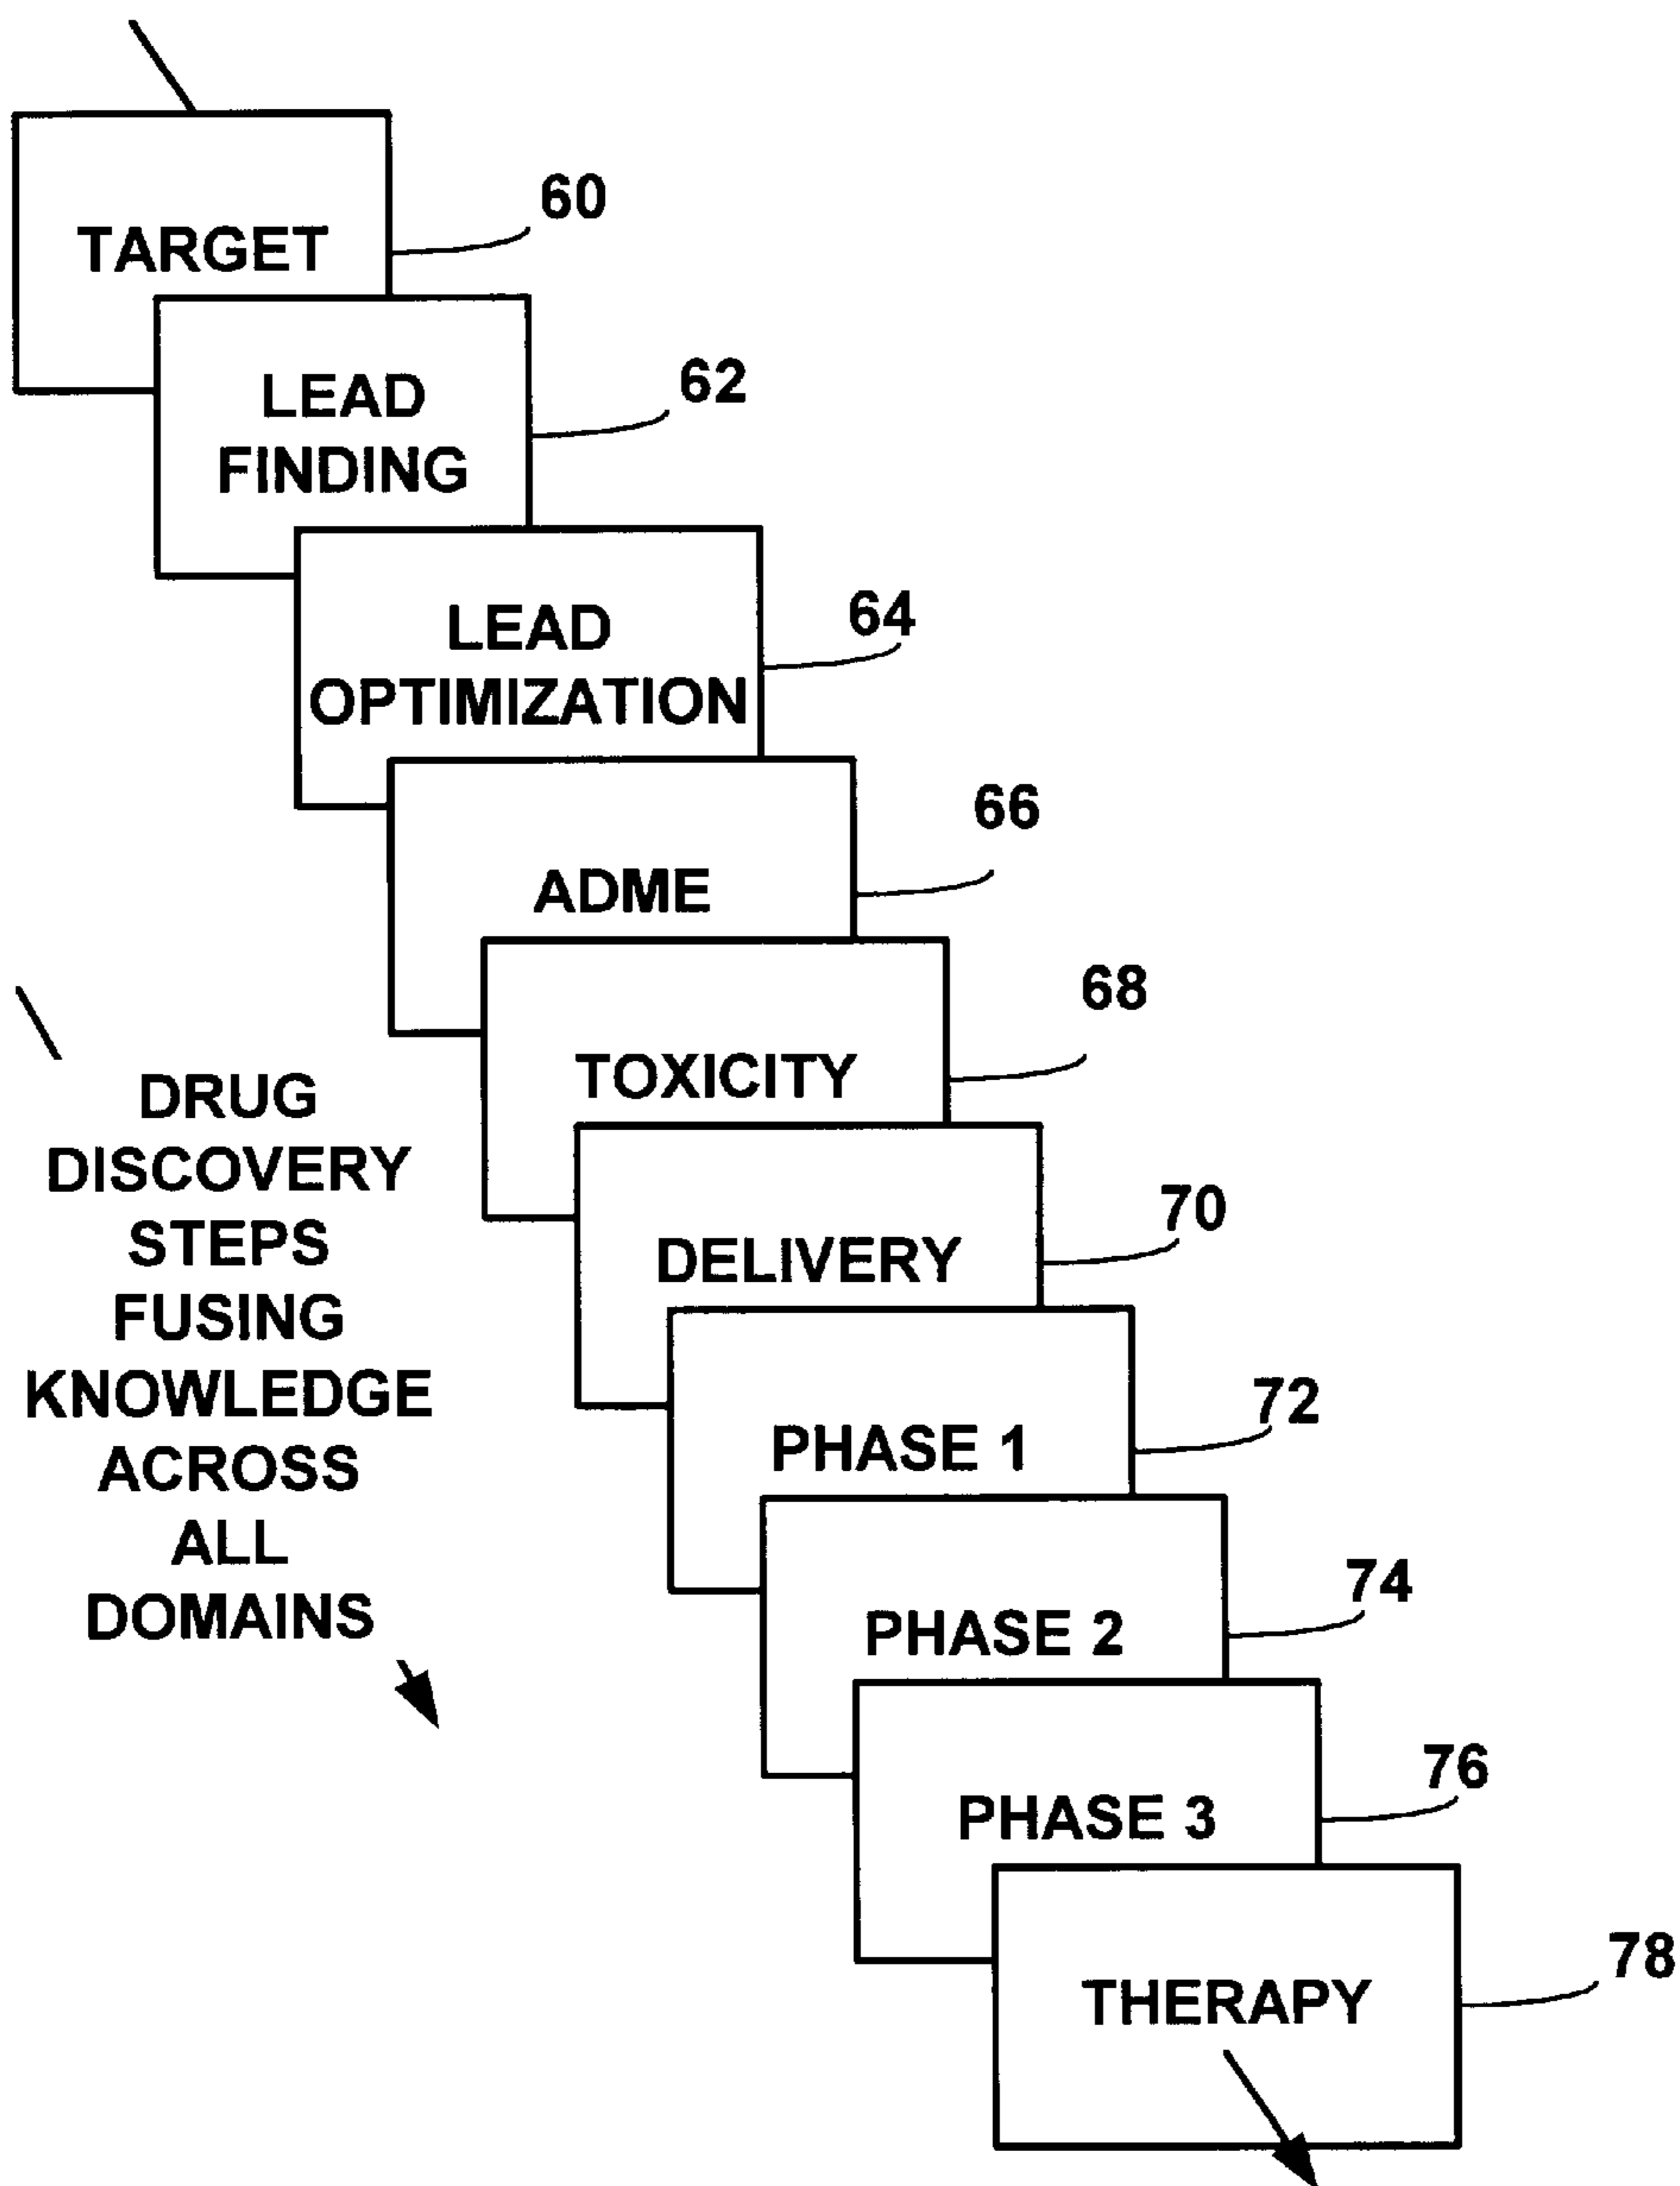 TARGET
60
LEAD
FINDING
62
LEAD
OPTIMIZATION
64
ADME
66
TOXICITY
68
DELIVERY
70
PHASE 1
72
PHASE 2
74
PHASE 3
76
THERAPY
78
DRUG
DISCOVERY
STEPS
FUSING
KNOWLEDGE
ACROSS
ALL
DOMAINS